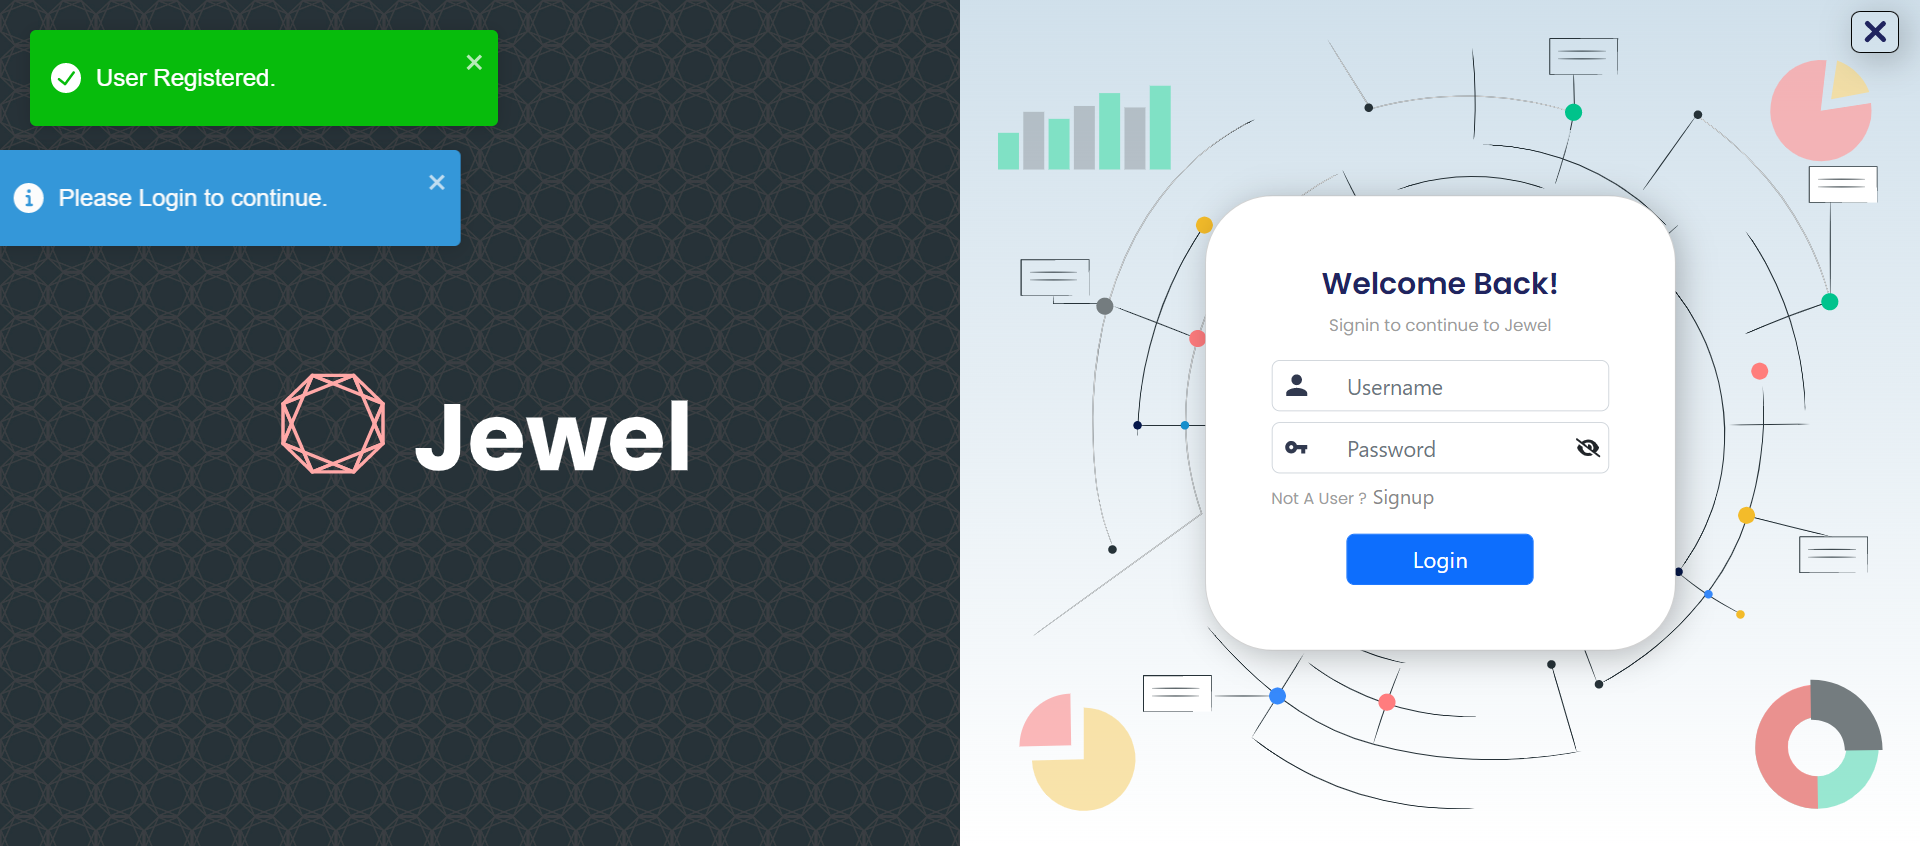 User Registered.
Please Login to continue.
Jewel
Welcome Back!
Signin to continue to Jewel
Username
Password
Not A User ? Signup
Login